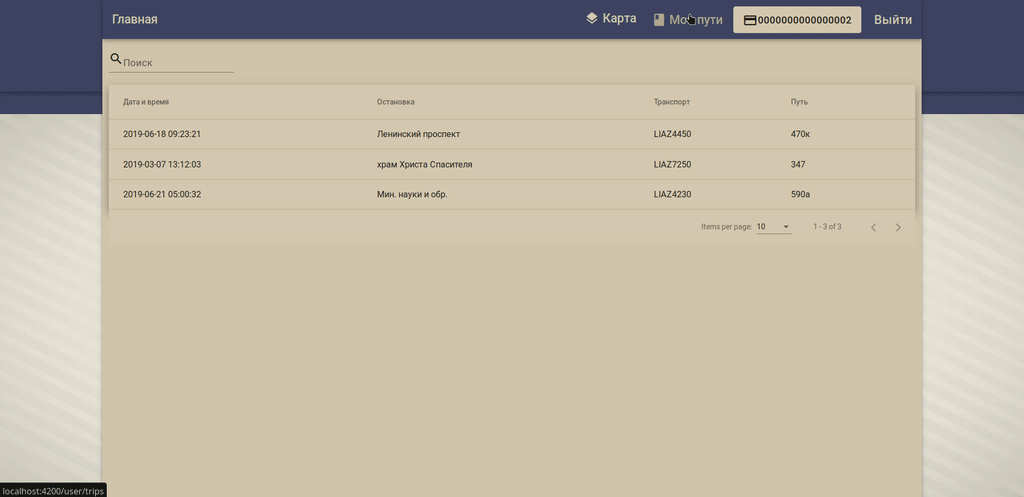 Главная
Карта
Мои пути
0000000000000002
Выйти
Поиск
Дата и время Остановка Транспорт Путь
2019-06-18 09:23:21 Ленинский проспект LIAZ4450 470к
2019-03-07 13:12:03 храм Христа Спасителя LIAZ7250 347
2019-06-21 05:00:32 Мин. науки и обр. LIAZ4230 590а
Items per page: 10 1 - 3 of 3
localhost:4200/user/trips